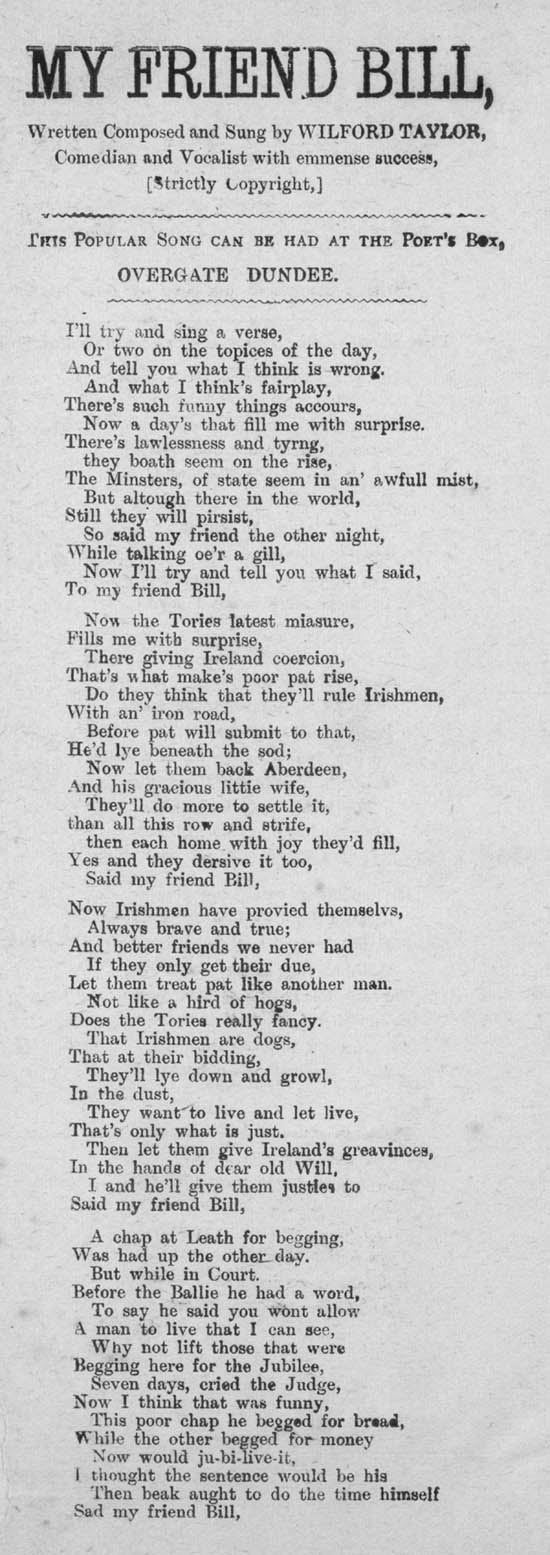 MY FRIEND BILL,
Wretten Composed and Sung by WILFORD TAYLOR,
Comedian and Vocalist with emmense success,
[Strictly Copyright,]
THIS POPULAR SONG CAN BE HAD AT THE POET'S BOX,
OVERGATE DUNDEE.
I'll try and sing a verse,
Or two on the topices of the day,
And tell you what I think is wrong.
And what I think's fairplay,
There's such funny things accours,
Now a day's that fill me with surprise.
There's lawlessness and tyrng,
they boath seem on the rise,
The Minsters, of state seem in an' awfull mist,
But altough there in the world,
Still they will pirsist,
So said my friend the other night,
While talking oe'r a gill,
Now I'll try and tell you what I said,
To my friend Bill,
Now the Tories latest miasure,
Fills me with surprise,
There giving Ireland coercion,
That's what make's poor pat rise,
Do they think that they'll rule Irishmen,
With an' iron road,
Before pat will submit to that,
He'd lye beneath the sod;
Now let them back Aberdeen,
And his gracious littie wife,
They'll do more to settle it,
than all this row and strife,
then each home with joy they'd fill,
Yes and they dersive it too,
Said my friend Bill,
Now Irishmen have provied themselvs,
Always brave and true;
And better friends we never had
If they only get their due,
Let them treat pat like another man.
Not like a hird of hogs,
Does the Tories really fancy.
That Irishmen are dogs,
That at their bidding,
They'll lye down and growl,
In the dust,
They want to live and let live,
That's only what is just.
Then let them give Ireland's greavinces,
In the hands of dear old Will,
I and he'll give them justies to
Said my friend Bill,
A chap at Leath for begging,
Was had up the other day.
But while in Court.
Before the Ballie he had a word,
To say he said you wont allow
A man to live that I can see,
Why not lift those that were
Begging here for the Jubilee,
Seven days, cried the Judge,
Now I think that was funny,
This poor chap he begged for bread,
While the other begged for money
Now would ju-bi-live-it,
I thought the sentence would be his
Then beak aught to do the time himself
Sad my friend Bill,